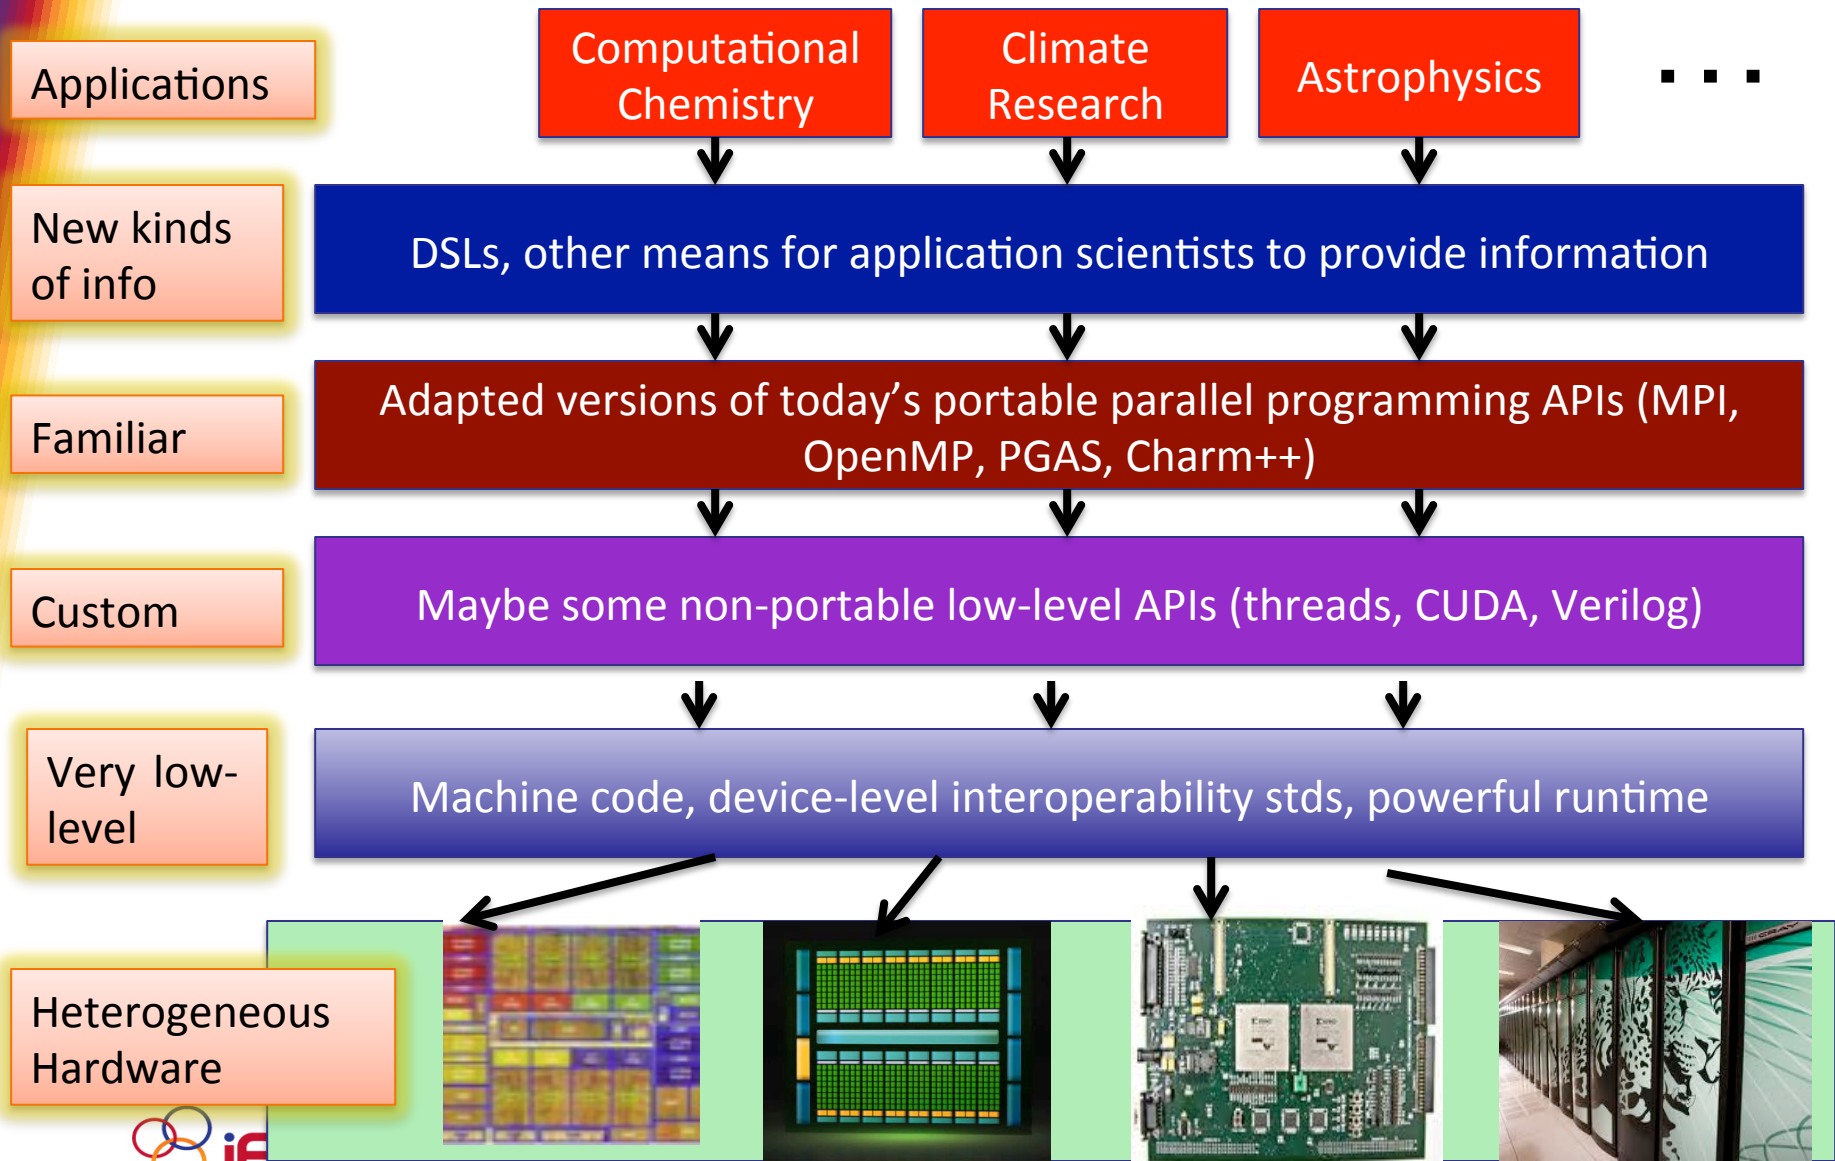 Applications
Computational
Chemistry
Climate
Research
Astrophysics
. . .
New kinds
of info
DSLs, other means for application scientists to provide information
Familiar
Adapted versions of today's portable parallel programming APIs (MPI,
OpenMP, PGAS, Charm++)
Custom
Maybe some non-portable low-level APIs (threads, CUDA, Verilog)
Very low-
level
Machine code, device-level interoperability stds, powerful runtime
Heterogeneous
Hardware
CRAY